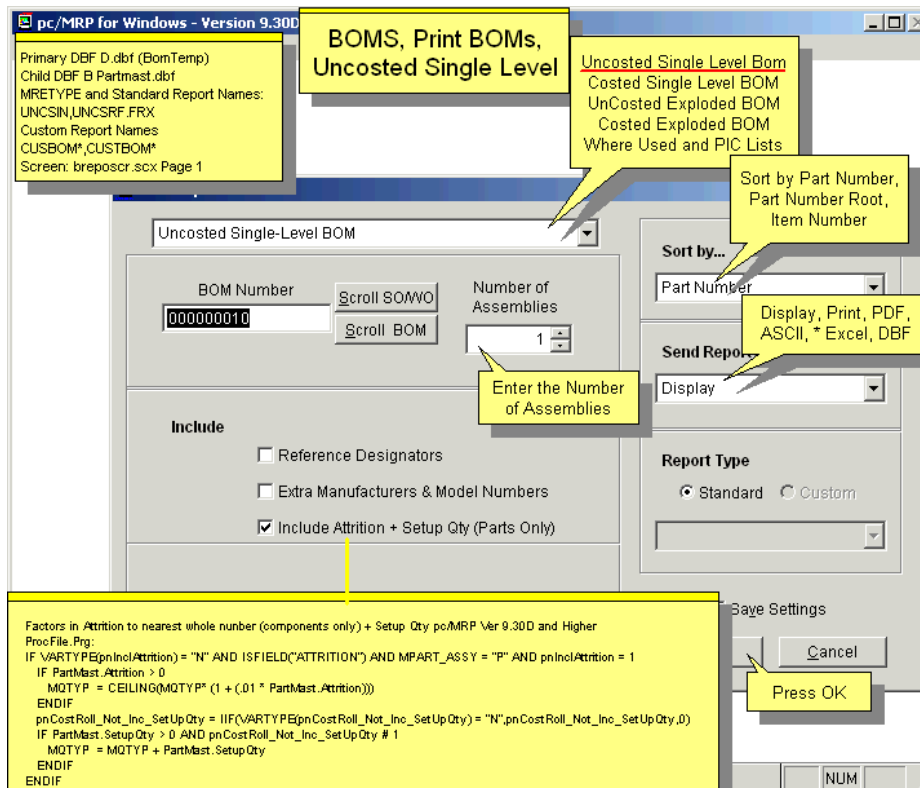 pc/MRP for Windows - Version 9.30D
Primary DBF D.dbf (BomTemp)
Child DBF B Partmast.dbf
MRETYPE and Standard Report Names:
UNCSIN,UNCSRF.FRX
Custom Report Names
CUSBOM*,CUSTBOM*
Screen: breposcr.scx Page 1
BOMS, Print BOMs,
Uncosted Single Level
Uncosted Single Level Bom
Costed Single Level BOM
UnCosted Exploded BOM
Costed Exploded BOM
Where Used and PIC Lists
Sort by Part Number,
Part Number Root,
Item Number
Uncosted Single-Level BOM
Sort by...
Part Number
BOM Number
000000010
Scroll SO/WO
Scroll BOM
Number of
Assemblies
1
Display, Print, PDF,
ASCII, * Excel, DBF
Send Report
Display
Enter the Number
of Assemblies
Include
Reference Designators
Extra Manufacturers & Model Numbers
Include Attrition + Setup Qty (Parts Only)
Report Type
Standard
Custom
Save Settings
Cancel
Press OK
Factors in Attrition to nearest whole number (components only) + Setup Qty pc/MRP Ver 9.30D and Higher
ProcFile.Prg:
IF VARTYPE(pnInclAttrition) = "N" AND ISFIELD("ATTRITION") AND MPART_ASSY = "P" AND pnInclAttrition = 1
IF PartMast.Attrition > 0
MQTYP = CEILING(MQTYP* (1 + (.01 * PartMast.Attrition)))
ENDIF
pnCostRoll_Not_Inc_SetUpQty = IIF(VARTYPE(pnCostRoll_Not_Inc_SetUpQty) = "N",pnCostRoll_Not_Inc_SetUpQty,0)
IF PartMast.SetupQty > 0 AND pnCostRoll_Not_Inc_SetUpQty # 1
MQTYP = MQTYP + PartMast.SetupQty
ENDIF
ENDIF
NUM